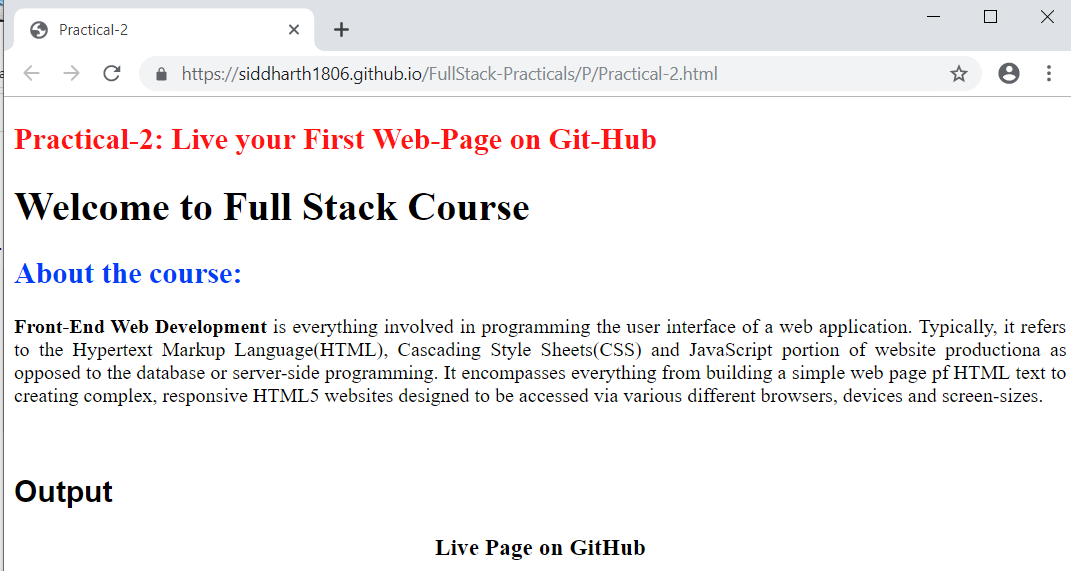 Practical-2
https://siddharth1806.github.io/FullStack-Practicals/P/Practical-2.html
Practical-2: Live your First Web-Page on Git-Hub
Welcome to Full Stack Course
About the course:
Front-End Web Development is everything involved in programming the user interface of a web application. Typically, it refers
to the Hypertext Markup Language(HTML), Cascading Style Sheets(CSS) and JavaScript portion of website productiona as
opposed to the database or server-side programming. It encompasses everything from building a simple web page pf HTML text to
creating complex, responsive HTML5 websites designed to be accessed via various different browsers, devices and screen-sizes.
Output
Live Page on GitHub